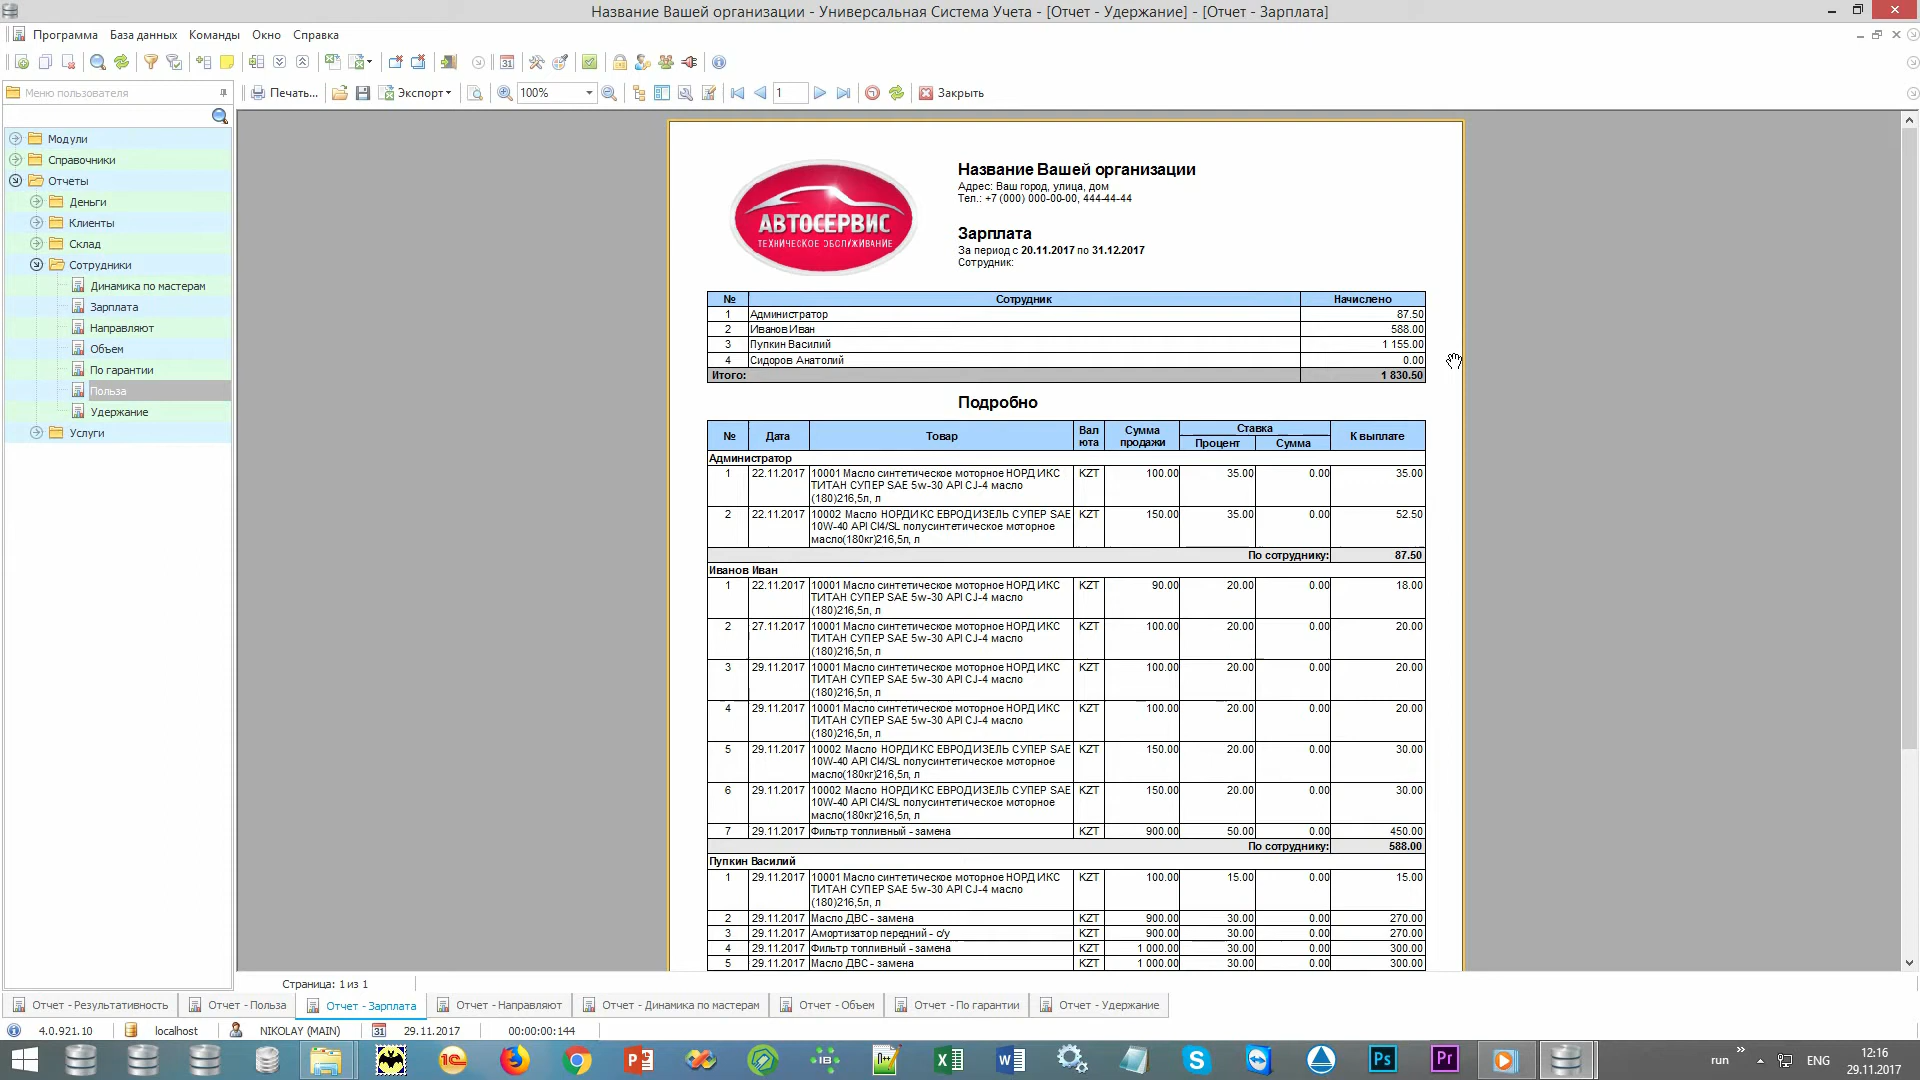 Название Вашей организации - Универсальная Система Учета - [Отчет - Удержание] - [Отчет - Зарплата]
Программа База данных Команды Окно Справка
Меню пользователя
Печать... Экспорт 100% 1 Закрыть
Модули
Справочники
Отчеты
Деньги
Клиенты
Склад
Сотрудники
Динамика по мастерам
Зарплата
Направляют
Объем
По гарантии
Польза
Удержание
Услуги
АВТОСЕРВИС
ТЕХНИЧЕСКОЕ ОБСЛУЖИВАНИЕ
Название Вашей организации
Адрес: Ваш город, улица, дом
Тел.: +7 (000) 000-00-00, 444-44-44
Зарплата
За период с 20.11.2017 по 31.12.2017
Сотрудник:
№ Сотрудник Начислено
1 Администратор 87.50
2 Иванов Иван 588.00
3 Пупкин Василий 1 155.00
4 Сидоров Анатолий 0.00
Итого: 1 830.50
Подробно
№ Дата Товар Вал юта Сумма продажи Ставка Процент Сумма К выплате
Администратор
1 22.11.2017 10001 Масло синтетическое моторное НОРДИКС KZT 100.00 35.00 0.00 35.00
ТИТАН СУПЕР SAE 5w-30 API CJ-4 масло
(180)216,5л, л
2 22.11.2017 10002 Масло НОРДИКС ЕВРОДИЗЕЛЬ СУПЕР SAE KZT 150.00 35.00 0.00 52.50
10W-40 API CI4/SL полусинтетическое моторное
масло(180кг)216,5л, л
По сотруднику: 87.50
Иванов Иван
1 22.11.2017 10001 Масло синтетическое моторное НОРДИКС KZT 90.00 20.00 0.00 18.00
ТИТАН СУПЕР SAE 5w-30 API CJ-4 масло
(180)216,5л, л
2 27.11.2017 10001 Масло синтетическое моторное НОРДИКС KZT 100.00 20.00 0.00 20.00
ТИТАН СУПЕР SAE 5w-30 API CJ-4 масло
(180)216,5л, л
3 29.11.2017 10001 Масло синтетическое моторное НОРДИКС KZT 100.00 20.00 0.00 20.00
ТИТАН СУПЕР SAE 5w-30 API CJ-4 масло
(180)216,5л, л
4 29.11.2017 10001 Масло синтетическое моторное НОРДИКС KZT 100.00 20.00 0.00 20.00
ТИТАН СУПЕР SAE 5w-30 API CJ-4 масло
(180)216,5л, л
5 29.11.2017 10002 Масло НОРДИКС ЕВРОДИЗЕЛЬ СУПЕР SAE KZT 150.00 20.00 0.00 30.00
10W-40 API CI4/SL полусинтетическое моторное
масло(180кг)216,5л, л
6 29.11.2017 10002 Масло НОРДИКС ЕВРОДИЗЕЛЬ СУПЕР SAE KZT 150.00 20.00 0.00 30.00
10W-40 API CI4/SL полусинтетическое моторное
масло(180кг)216,5л, л
7 29.11.2017 Фильтр топливный - замена KZT 900.00 50.00 0.00 450.00
По сотруднику: 588.00
Пупкин Василий
1 29.11.2017 10001 Масло синтетическое моторное НОРДИКС KZT 100.00 15.00 0.00 15.00
ТИТАН СУПЕР SAE 5w-30 API CJ-4 масло
(180)216,5л, л
2 29.11.2017 Масло ДВС - замена KZT 900.00 30.00 0.00 270.00
3 29.11.2017 Амортизатор передний - с/у KZT 900.00 30.00 0.00 270.00
4 29.11.2017 Фильтр топливный - замена KZT 1 000.00 30.00 0.00 300.00
5 29.11.2017 Масло ДВС - замена KZT 1 000.00 30.00 0.00 300.00
Страница: 1 из 1
Отчет - Результативность Отчет - Польза Отчет - Зарплата Отчет - Направляют Отчет - Динамика по мастерам Отчет - Объем Отчет - По гарантии Отчет - Удержание
4.0.921.10 localhost NIKOLAY (MAIN) 31 29.11.2017 00:00:00:144
run ENG 12:16
29.11.2017